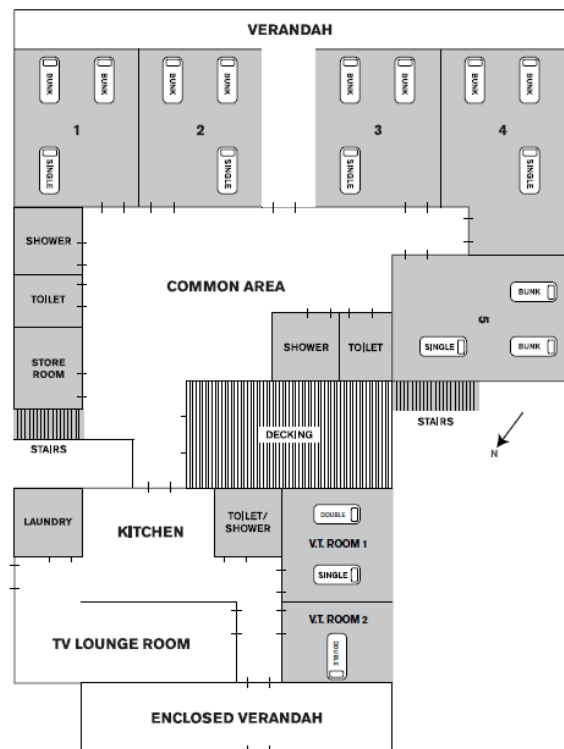 VERANDAH
BUNK
BUNK
BUNK
BUNK
BUNK
BUNK
BUNK
BUNK
1
2
3
4
SINGLE
SINGLE
SINGLE
SINGLE
SHOWER
TOILET
STORE
ROOM
STAIRS
COMMON AREA
SHOWER
TOILET
5
BUNK
SINGLE
BUNK
STAIRS
DECKING
N
LAUNDRY
KITCHEN
TOILET/
SHOWER
DOUBLE
V.T. ROOM 1
SINGLE
V.T. ROOM 2
DOUBLE
TV LOUNGE ROOM
ENCLOSED VERANDAH